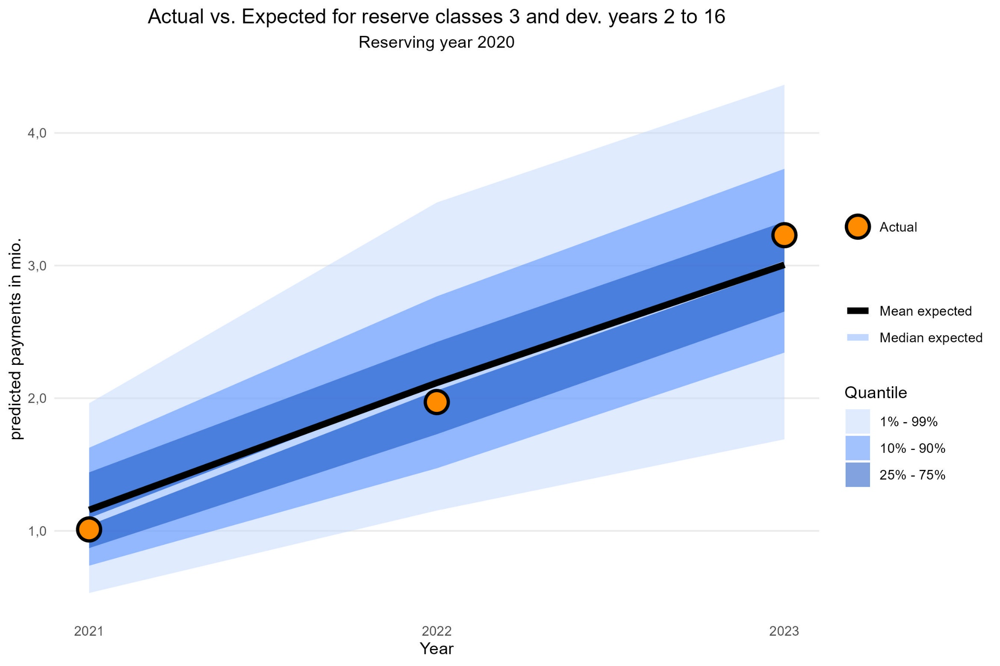 Actual vs. Expected for reserve classes 3 and dev. years 2 to 16
Reserving year 2020
predicted payments in mio.
4,0
3,0
2,0
1,0
2021
2022
2023
Year
Actual
Mean expected
Median expected
Quantile
1% - 99%
10% - 90%
25% - 75%